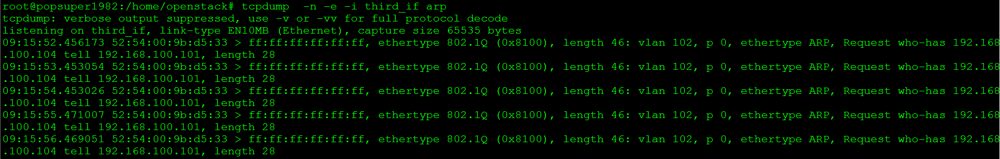 root@popsuper1982:/home/openstack# tcpdump  -n -e -i third_if arp
tcpdump: verbose output suppressed, use -v or -vv for full protocol decode
listening on third_if, link-type EN10MB (Ethernet), capture size 65535 bytes
09:15:52.456173 52:54:00:9b:d5:33 > ff:ff:ff:ff:ff:ff, ethertype 802.1Q (0x8100), length 46: vlan 102, p 0, ethertype ARP, Request who-has 192.168
.100.104 tell 192.168.100.101, length 28
09:15:53.453054 52:54:00:9b:d5:33 > ff:ff:ff:ff:ff:ff, ethertype 802.1Q (0x8100), length 46: vlan 102, p 0, ethertype ARP, Request who-has 192.168
.100.104 tell 192.168.100.101, length 28
09:15:54.453026 52:54:00:9b:d5:33 > ff:ff:ff:ff:ff:ff, ethertype 802.1Q (0x8100), length 46: vlan 102, p 0, ethertype ARP, Request who-has 192.168
.100.104 tell 192.168.100.101, length 28
09:15:55.471007 52:54:00:9b:d5:33 > ff:ff:ff:ff:ff:ff, ethertype 802.1Q (0x8100), length 46: vlan 102, p 0, ethertype ARP, Request who-has 192.168
.100.104 tell 192.168.100.101, length 28
09:15:56.469051 52:54:00:9b:d5:33 > ff:ff:ff:ff:ff:ff, ethertype 802.1Q (0x8100), length 46: vlan 102, p 0, ethertype ARP, Request who-has 192.168
.100.104 tell 192.168.100.101, length 28